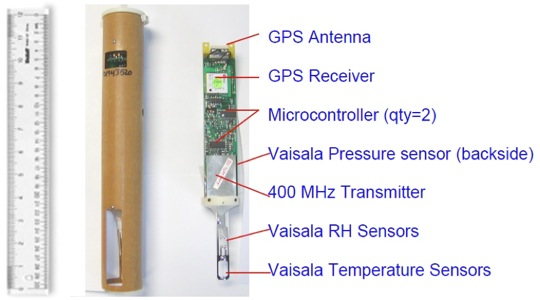 GPS Antenna
GPS Receiver
Microcontroller (qty=2)
Vaisala Pressure sensor (backside)
400 MHz Transmitter
Vaisala RH Sensors
Vaisala Temperature Sensors